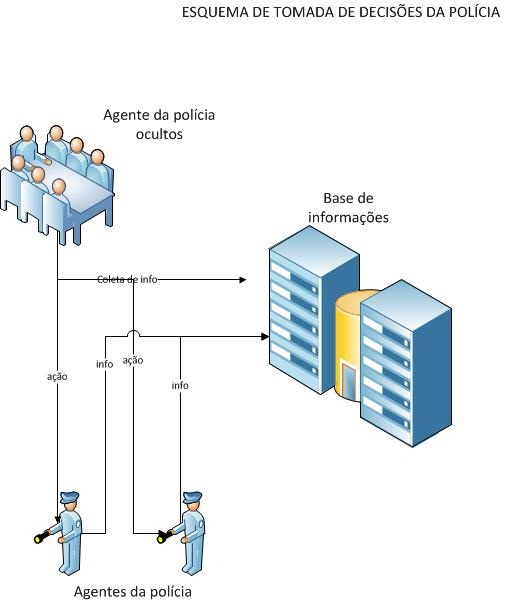 ESQUEMA DE TOMADA DE DECISÕES DA POLÍCIA
Agente da polícia
ocultos
Base de
informações
Coleta de info
info
ação
ação
info
Agentes da polícia